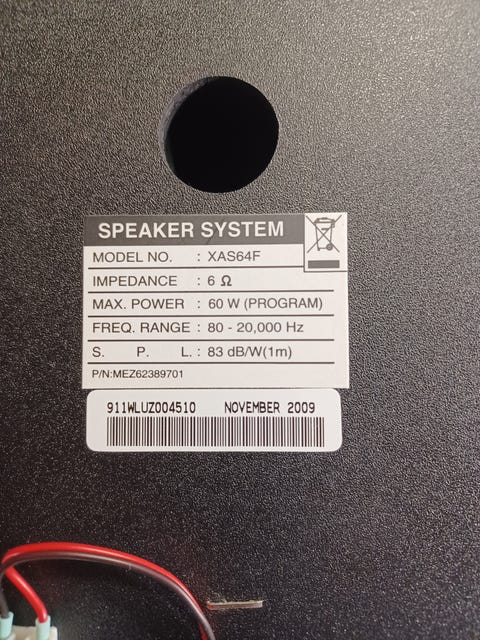 SPEAKER SYSTEM
MODEL NO. : XAS64F
IMPEDANCE : 6 Ω
MAX. POWER : 60 W (PROGRAM)
FREQ. RANGE : 80 - 20,000 Hz
S. P. L. : 83 dB/W(1m)
P/N:MEZ62389701
911WLUZ004510 NOVEMBER 2009